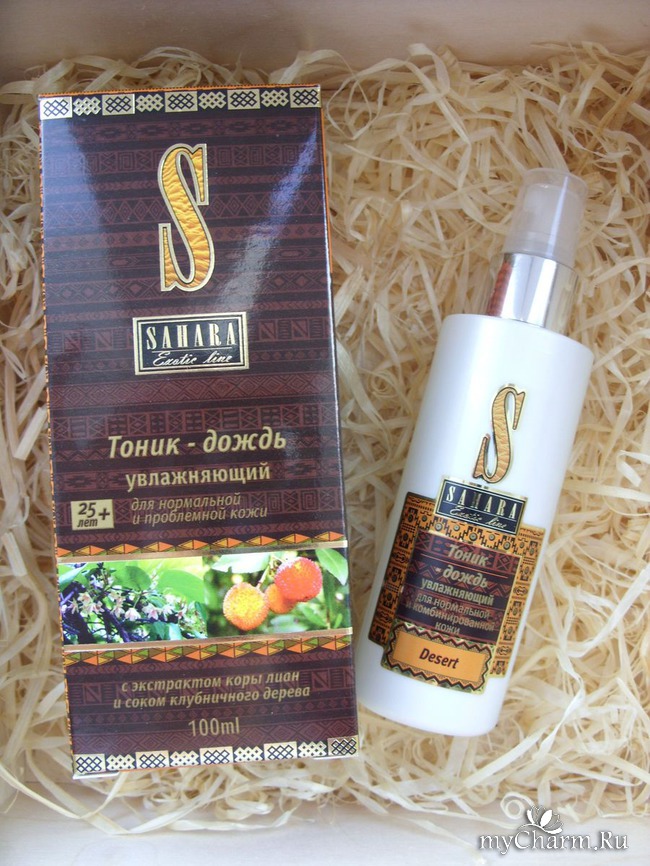 S
SAHARA
Exotic line
Тоник - дождь
увлажняющий
25+
лет
для нормальной
и проблемной кожи
с экстрактом коры лиан
и соком клубничного дерева
100ml
S
SAHARA
Exotic line
Тоник
- дождь
увлажняющий
для нормальной
и комбинированной
кожи
Desert
myCharm.Ru